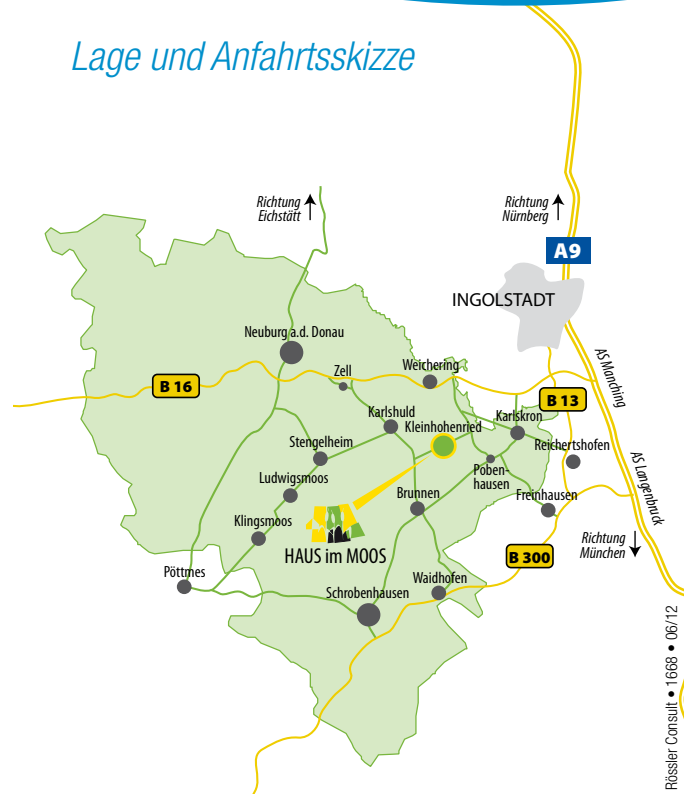 Lage und Anfahrtsskizze
Richtung
Eichstätt
Richtung
Nürnberg
A9
INGOLSTADT
Neuburg a.d. Donau
Zell
Weichering
AS Manching
B 16
B 13
Karlshuld
Kleinhohenried
Karlskron
Stengelheim
Reichertshofen
Ludwigsmoos
Poben-
hausen
AS Langenbruck
Brunnen
Freinhausen
Klingsmoos
HAUS im MOOS
Richtung
München
B 300
Pöttmes
Schrobenhausen
Waidhofen
Rössler Consult • 1668 • 06/12